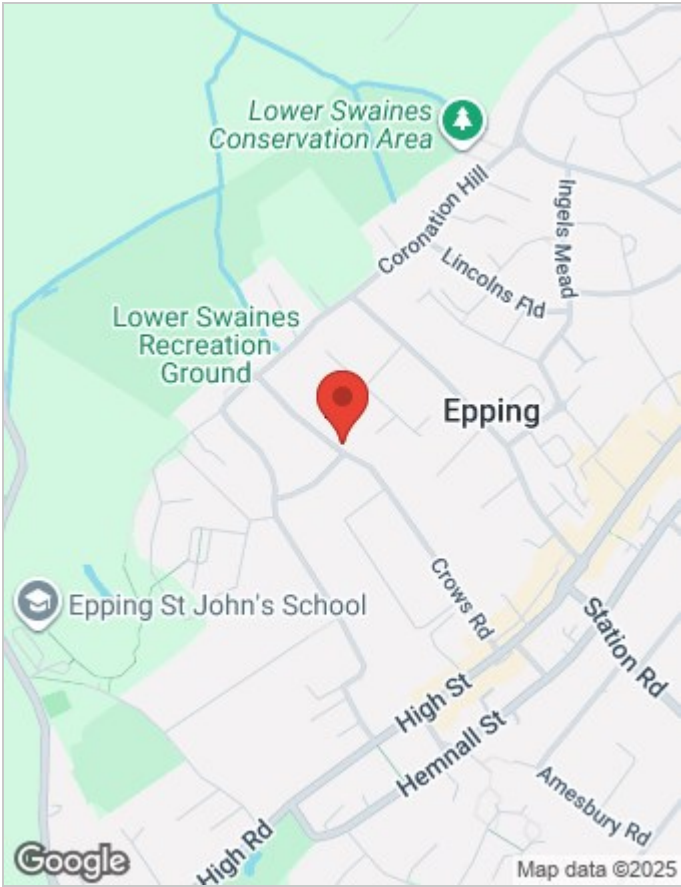 Lower Swaines
Conservation Area
Coronation Hill
Ingels Mead
Lincolns Fld
Lower Swaines
Recreation
Ground
Epping
Crows Rd
Epping St John's School
Station Rd
High St
Hemnall St
Amesbury Rd
High Rd
Google
Map data ©2025